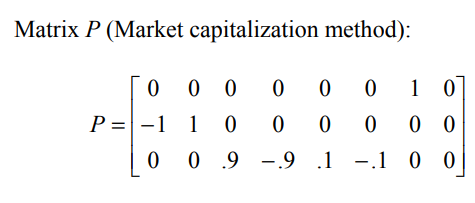 Matrix P (Market capitalization method):
0 0 0 0 0 0 1 0
P = -1 1 0 0 0 0 0 0
0 0 .9 -.9 .1 -.1 0 0